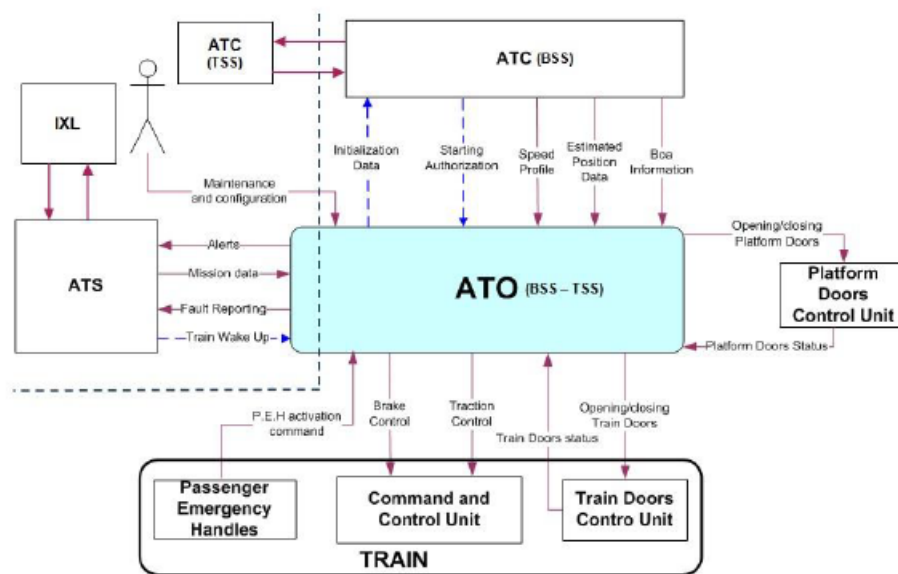 ATC
(TSS)
ATC (BSS)
IXL
Initialization
Data
Starting
Authorization
Speed
Profile
Estimated
Position
Data
Boa
Information
Maintenance
and configuration
Opening/closing
Platform Doors
ATS
Alerts
Mission data
Fault Reporting
Train Wake Up
ATO (BSS – TSS)
Platform
Doors
Control Unit
Platform Doors Status
P.E.H activation
command
Brake
Control
Traction
Control
Train Doors status
Opening/closing
Train Doors
Passenger
Emergency
Handles
Command and
Control Unit
Train Doors
Contro Unit
TRAIN